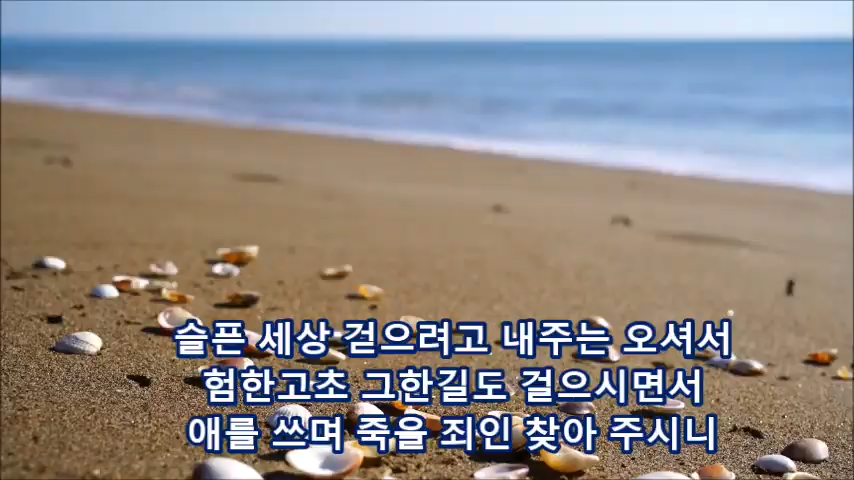 슬픈 세상 걸으려고 내주는 오셔서
험한고초 그한길도 걸으시면서
애를 쓰며 죽을 죄인 찾아 주시니